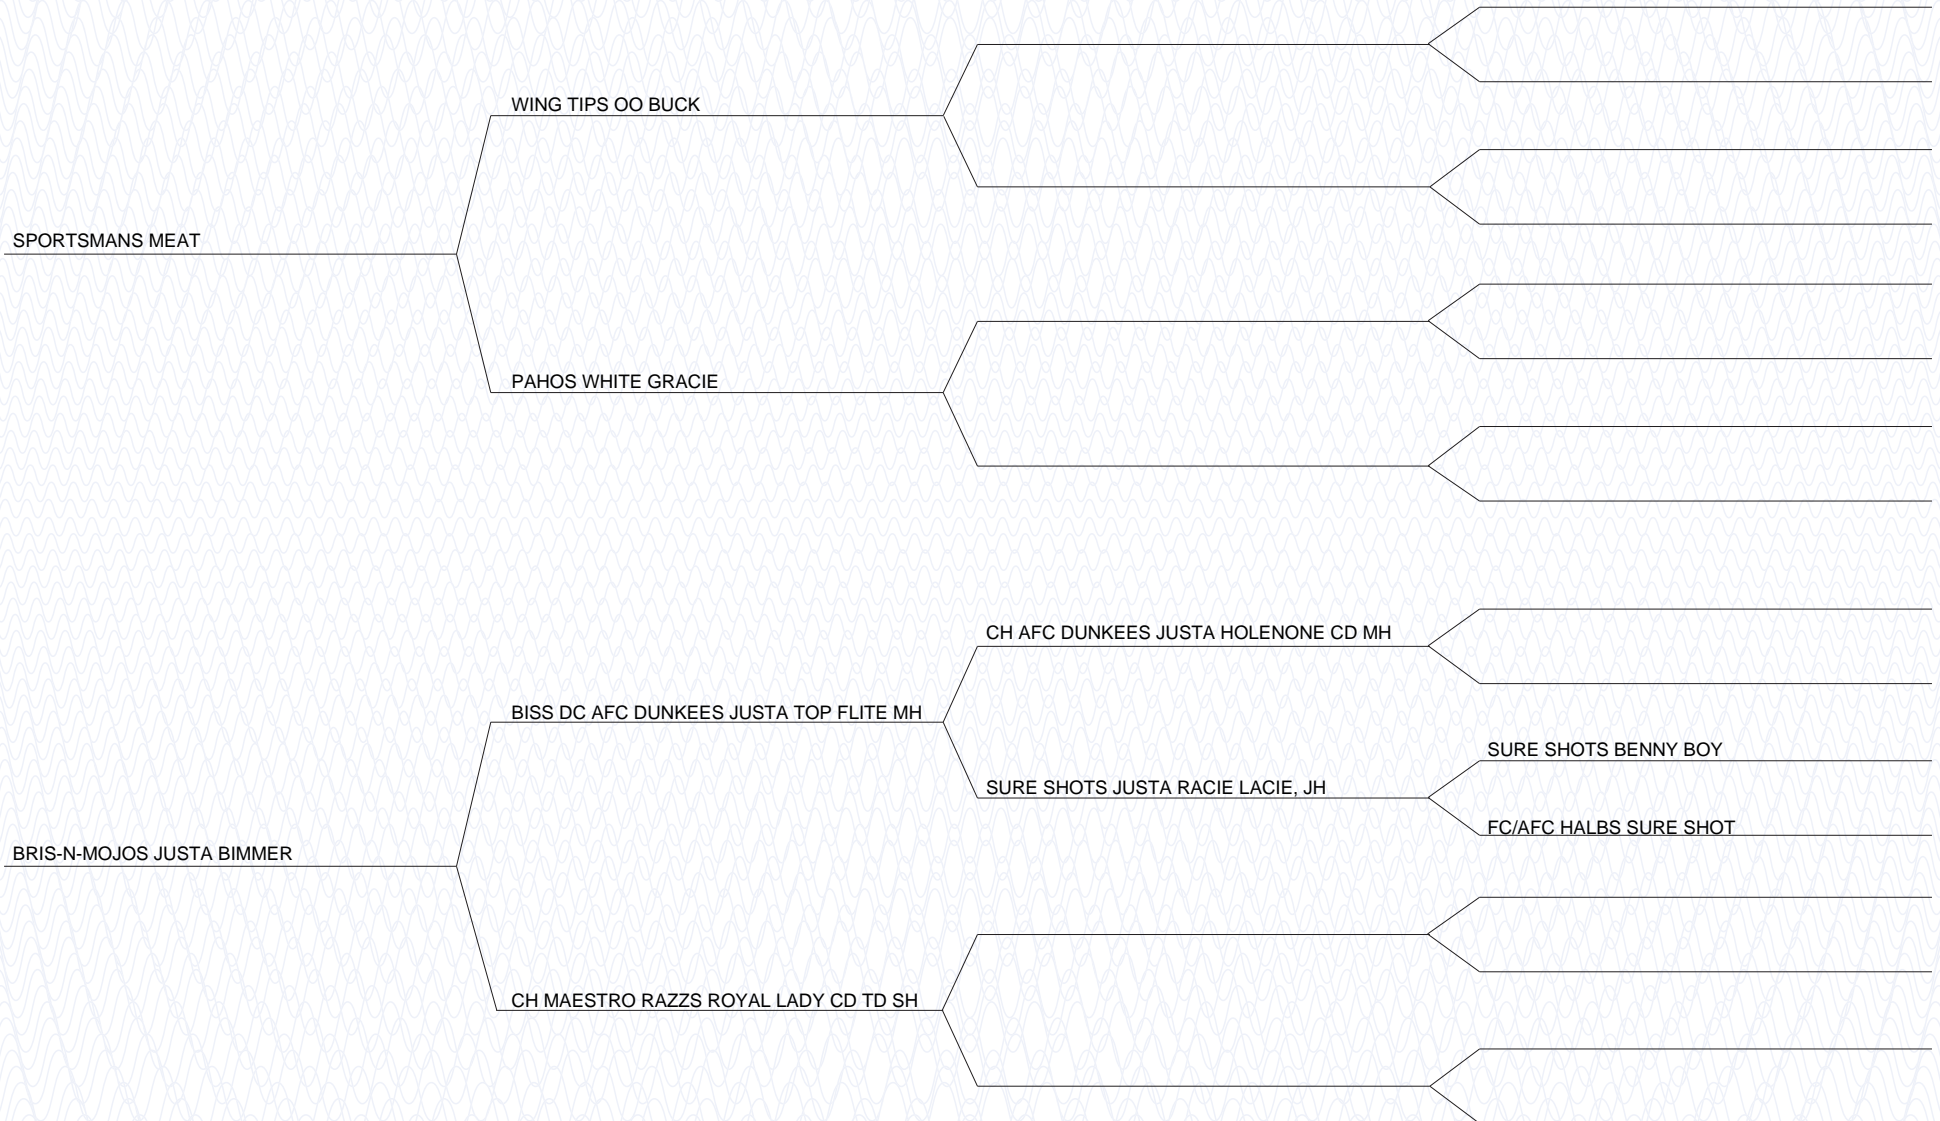 WING TIPS OO BUCK
SPORTSMANS MEAT
PAHOS WHITE GRACIE
CH AFC DUNKEES JUSTA HOLENONE CD MH
BISS DC AFC DUNKEES JUSTA TOP FLITE MH
SURE SHOTS BENNY BOY
SURE SHOTS JUSTA RACIE LACIE, JH
FC/AFC HALBS SURE SHOT
BRIS-N-MOJOS JUSTA BIMMER
CH MAESTRO RAZZS ROYAL LADY CD TD SH